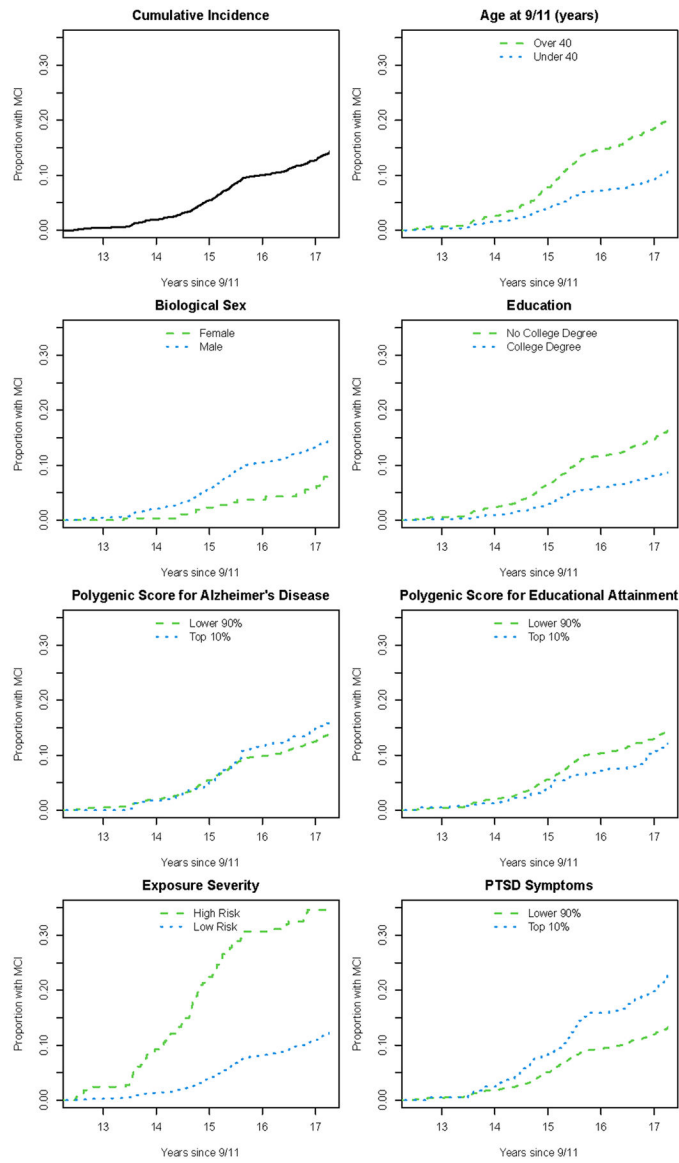 Cumulative Incidence
Proportion with MCI
0.30
0.20
0.10
0.00
13 14 15 16 17
Years since 9/11
Age at 9/11 (years)
Over 40
Under 40
Proportion with MCI
0.30
0.20
0.10
0.00
13 14 15 16 17
Years since 9/11
Biological Sex
Female
Male
Proportion with MCI
0.30
0.20
0.10
0.00
13 14 15 16 17
Years since 9/11
Education
No College Degree
College Degree
Proportion with MCI
0.30
0.20
0.10
0.00
13 14 15 16 17
Years since 9/11
Polygenic Score for Alzheimer's Disease
Lower 90%
Top 10%
Proportion with MCI
0.30
0.20
0.10
0.00
13 14 15 16 17
Years since 9/11
Polygenic Score for Educational Attainment
Lower 90%
Top 10%
Proportion with MCI
0.30
0.20
0.10
0.00
13 14 15 16 17
Years since 9/11
Exposure Severity
High Risk
Low Risk
Proportion with MCI
0.30
0.20
0.10
0.00
13 14 15 16 17
Years since 9/11
PTSD Symptoms
Lower 90%
Top 10%
Proportion with MCI
0.30
0.20
0.10
0.00
13 14 15 16 17
Years since 9/11